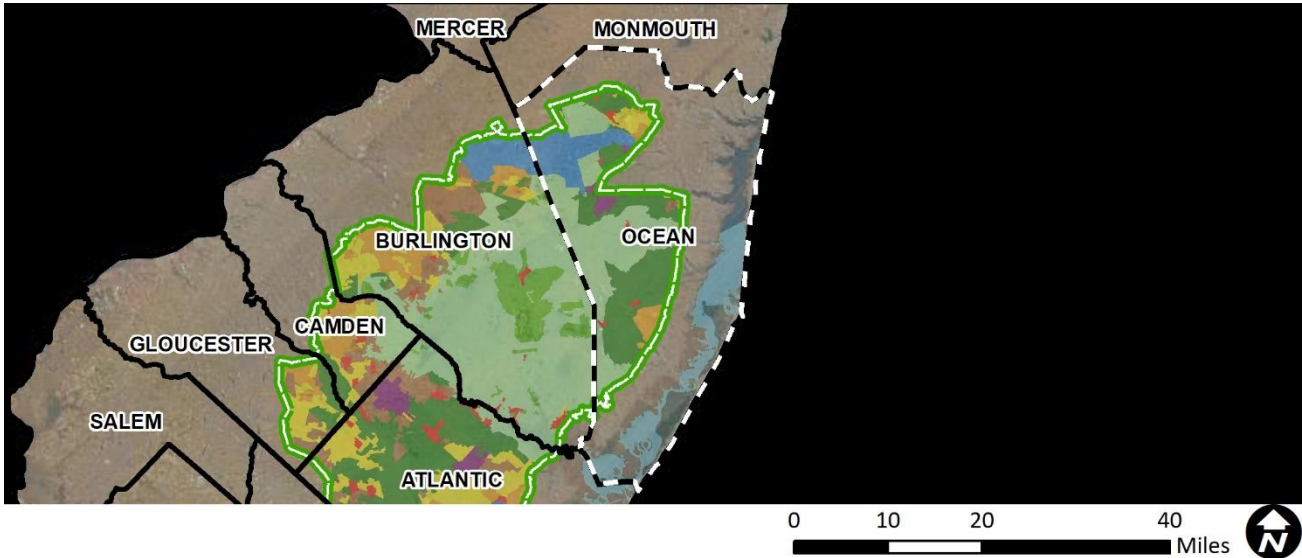 MERCER
MONMOUTH
BURLINGTON
OCEAN
CAMDEN
GLOUCESTER
SALEM
ATLANTIC
0 10 20 40
Miles
N